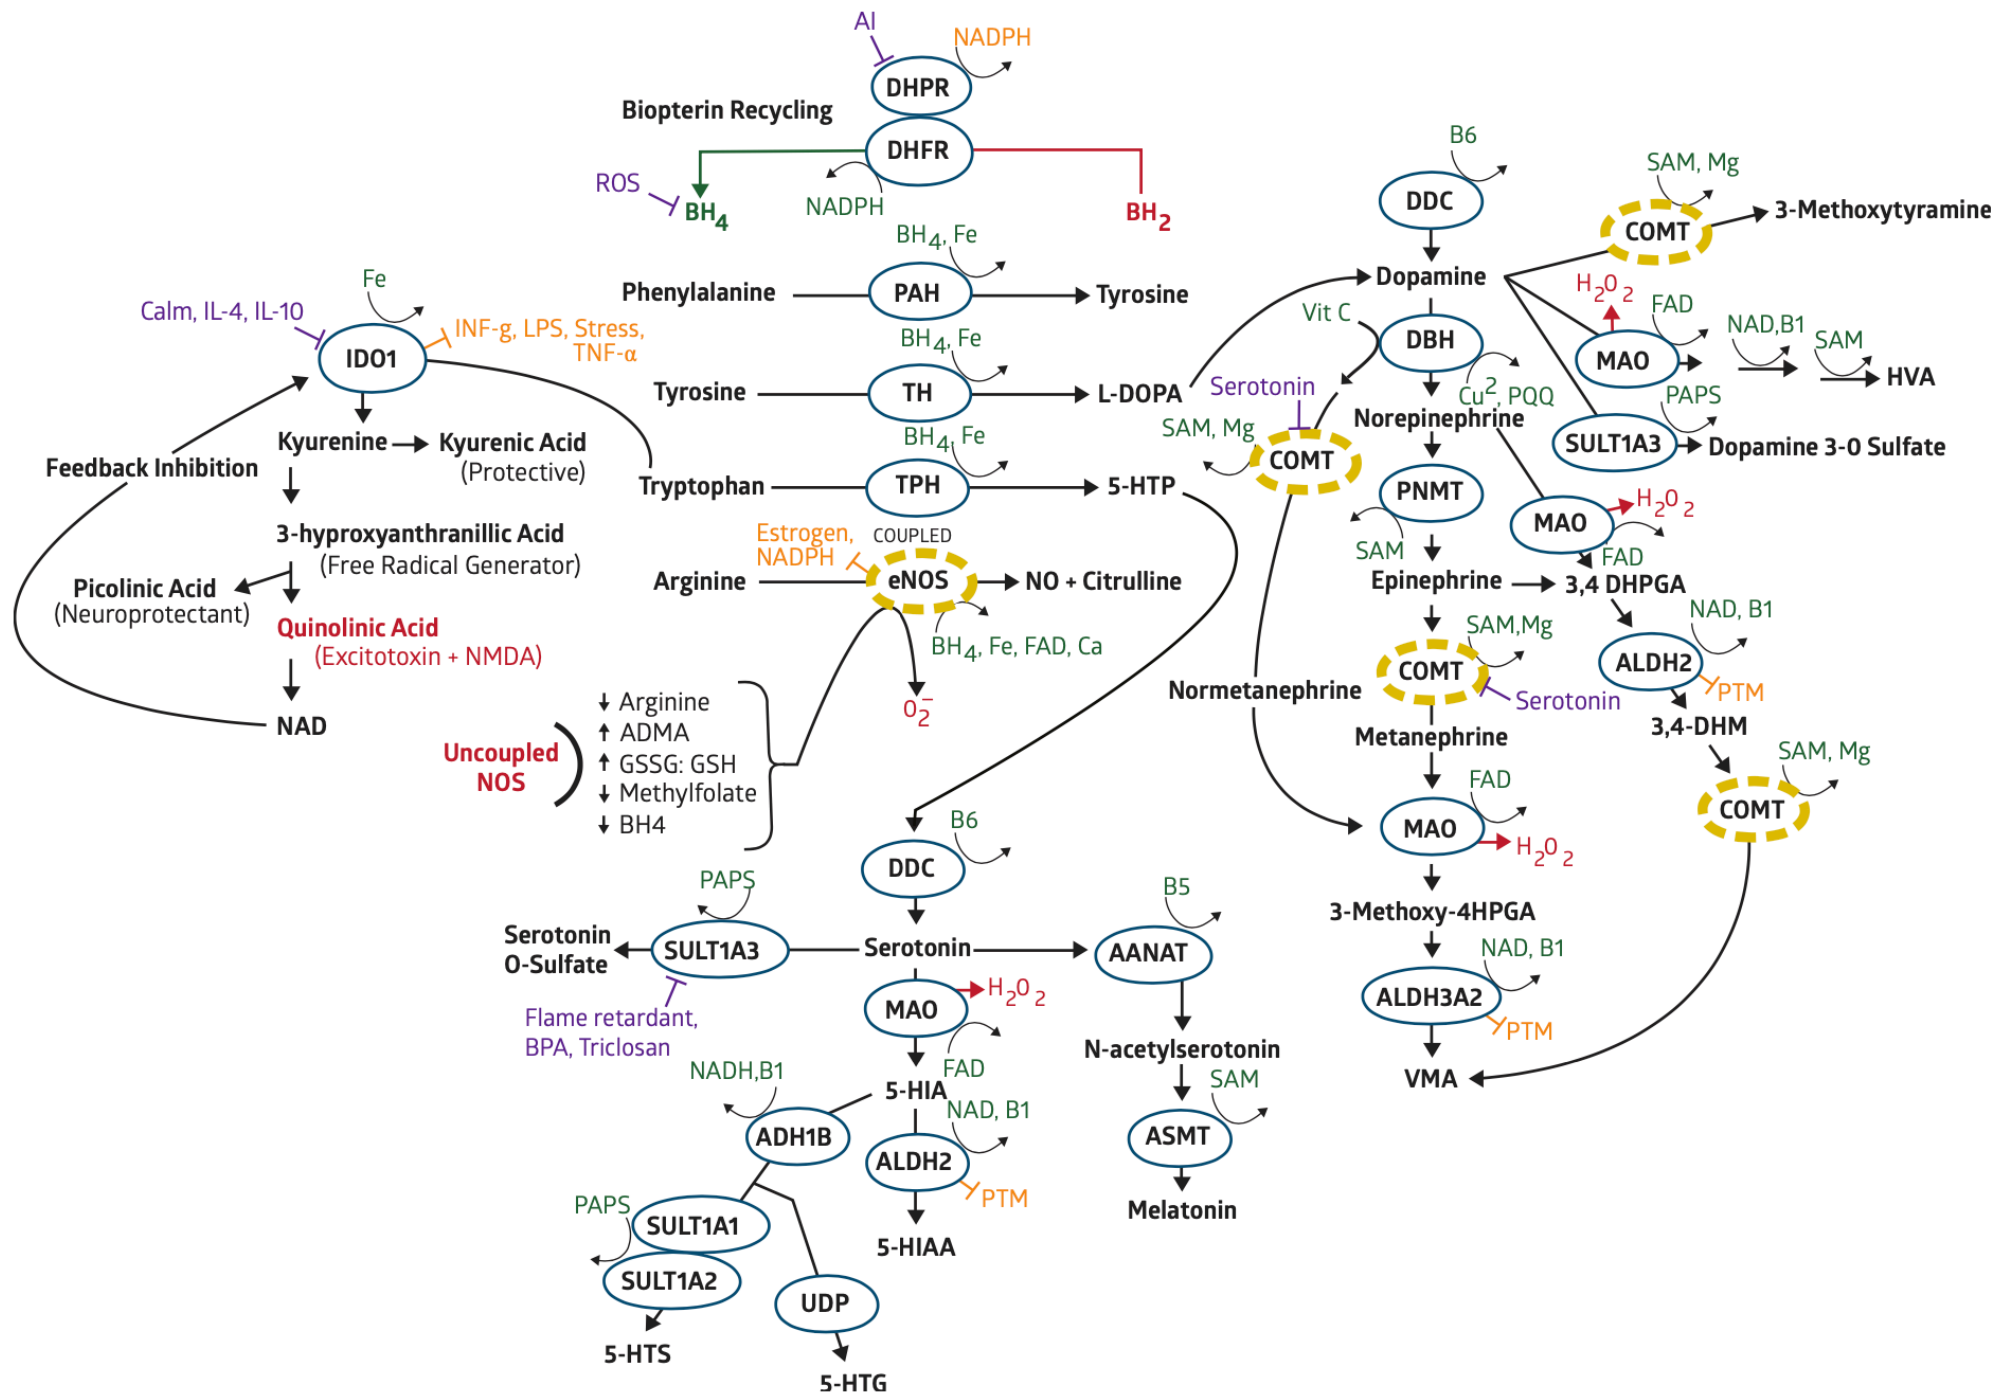 AI
NADPH
DHPR
Biopterin Recycling
DHFR
ROS
BH4
NADPH
BH2
BH4, Fe
Phenylalanine
PAH
Tyrosine
BH4, Fe
Tyrosine
TH
L-DOPA
BH4, Fe
Tryptophan
TPH
5-HTP
Estrogen,
NADPH
COUPLED
Arginine
eNOS
NO + Citrulline
BH4, Fe, FAD, Ca
O2−
Uncoupled
NOS
Arginine
ADMA
GSSG: GSH
Methylfolate
BH4
Fe
Calm, IL-4, IL-10
INF-g, LPS, Stress,
TNF-α
IDO1
Kyurenine
Kyurenic Acid
(Protective)
Feedback Inhibition
3-hyproxyanthranillic Acid
(Free Radical Generator)
Picolinic Acid
(Neuroprotectant)
Quinolinic Acid
(Excitotoxin + NMDA)
NAD
B6
DDC
PAPS
Serotonin
O-Sulfate
SULT1A3
Serotonin
Flame retardant,
BPA, Triclosan
MAO
H2O2
FAD
NADH,B1
5-HIA
ADH1B
NAD, B1
ALDH2
PTM
5-HIAA
PAPS
SULT1A1
SULT1A2
UDP
5-HTS
5-HTG
B5
AANAT
N-acetylserotonin
SAM
ASMT
Melatonin
B6
DDC
Dopamine
Vit C
DBH
Cu2, PQQ
Serotonin
SAM, Mg
COMT
Norepinephrine
PNMT
SAM
Epinephrine
SAM,Mg
COMT
Serotonin
Normetanephrine
Metanephrine
FAD
MAO
H2O2
3-Methoxy-4HPGA
NAD, B1
ALDH3A2
PTM
VMA
SAM, Mg
COMT
3-Methoxytyramine
H2O2
FAD
MAO
NAD,B1
SAM
HVA
PAPS
SULT1A3
Dopamine 3-O Sulfate
MAO
H2O2
FAD
3,4 DHPGA
NAD, B1
ALDH2
PTM
3,4-DHM
SAM, Mg
COMT